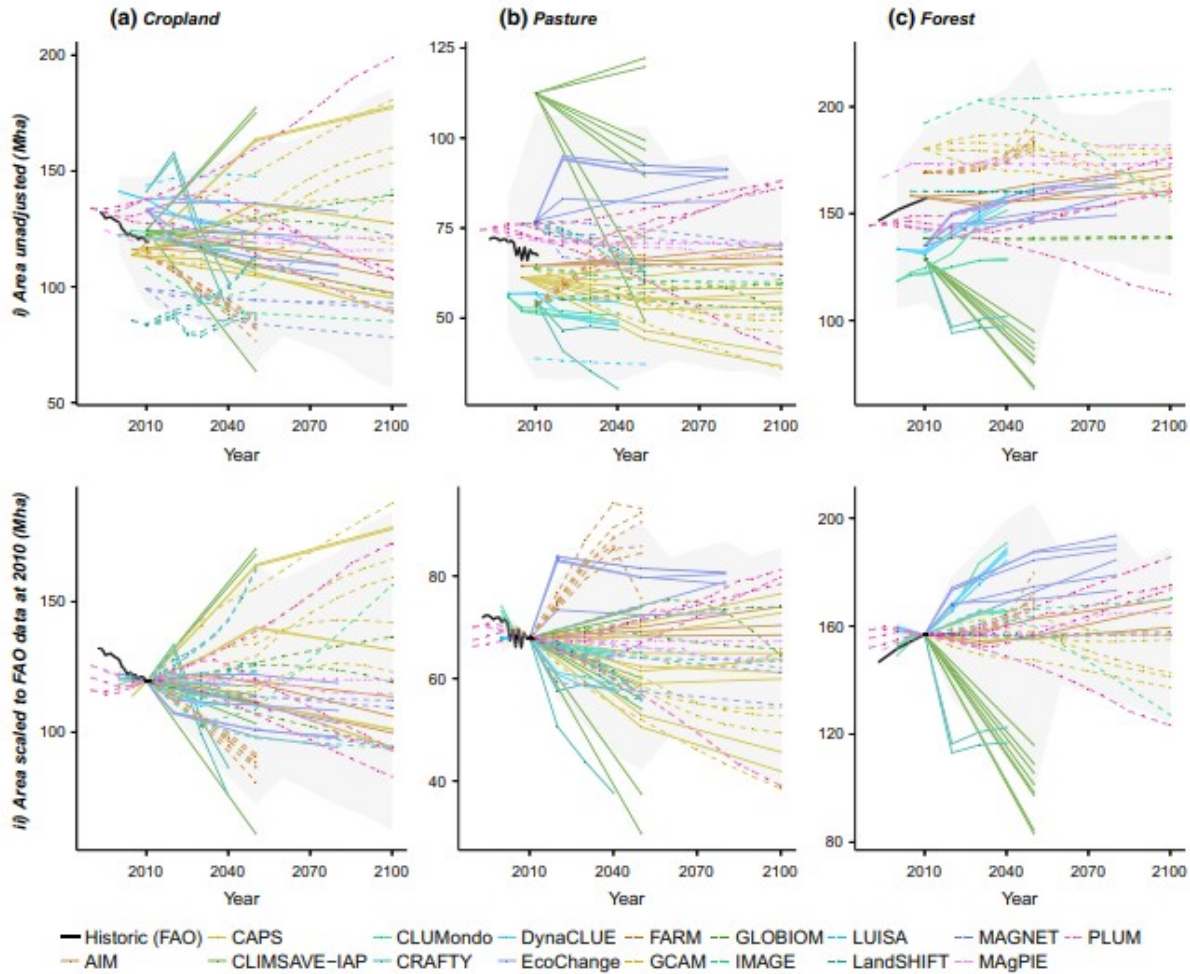 (a) Cropland (b) Pasture (c) Forest
i) Area unadjusted (Mha)
200
150
100
50
125
100
75
50
200
150
100
2010 2040 2070 2100 2010 2040 2070 2100 2010 2040 2070 2100
Year Year Year
ii) Area scaled to FAO data at 2010 (Mha)
150
100
80
60
40
200
160
120
80
2010 2040 2070 2100 2010 2040 2070 2100 2010 2040 2070 2100
Year Year Year
Historic (FAO) CAPS CLUMondo DynaCLUE FARM GLOBIOM LUISA MAGNET PLUM
AIM CLIMSAVE-IAP CRAFTY EcoChange GCAM IMAGE LandSHIFT MAgPIE